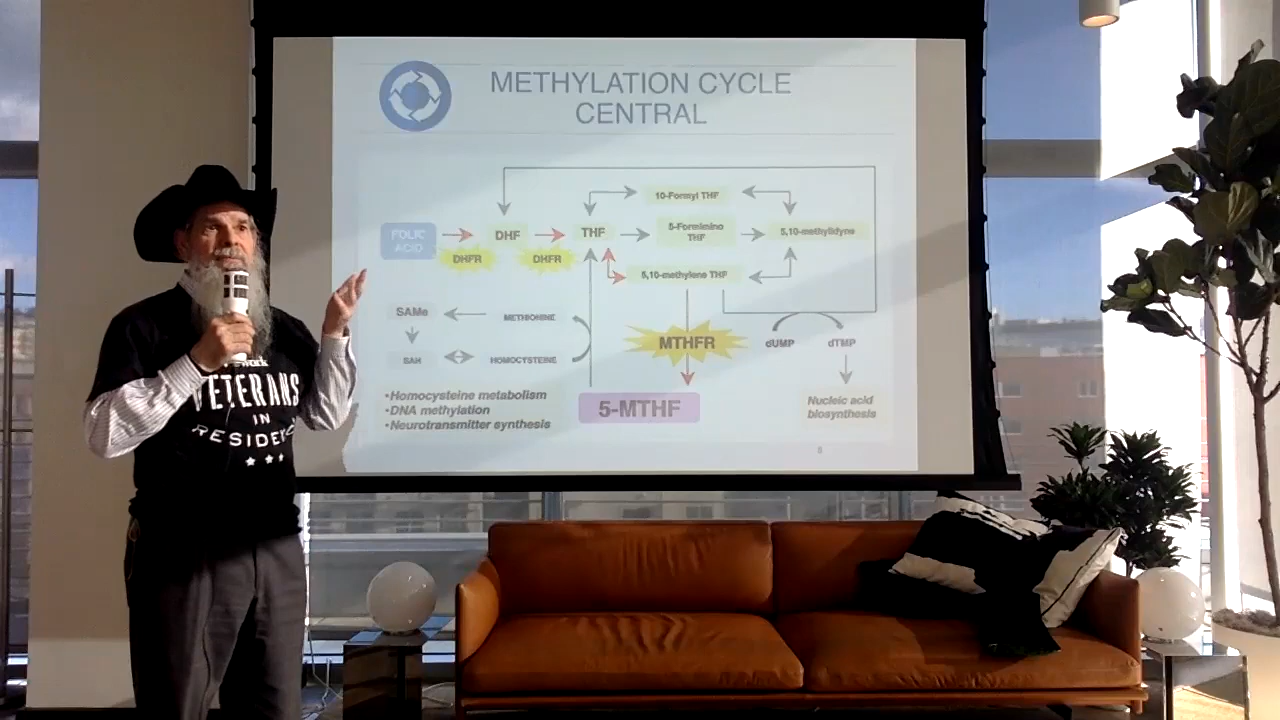 METHYLATION CYCLE
CENTRAL
10-Formyl THF
FOLIC
ACID
DHF
THF
5-Formimino
THF
5,10-methylidyne
DHFR
DHFR
5,10-methylene THF
SAMe
METHIONINE
MTHFR
dUMP
dTMP
SAH
HOMOCYSTEINE
•Homocysteine metabolism
•DNA methylation
•Neurotransmitter synthesis
5-MTHF
Nucleic acid
biosynthesis
8
VETERANS
IN
RESIDENC